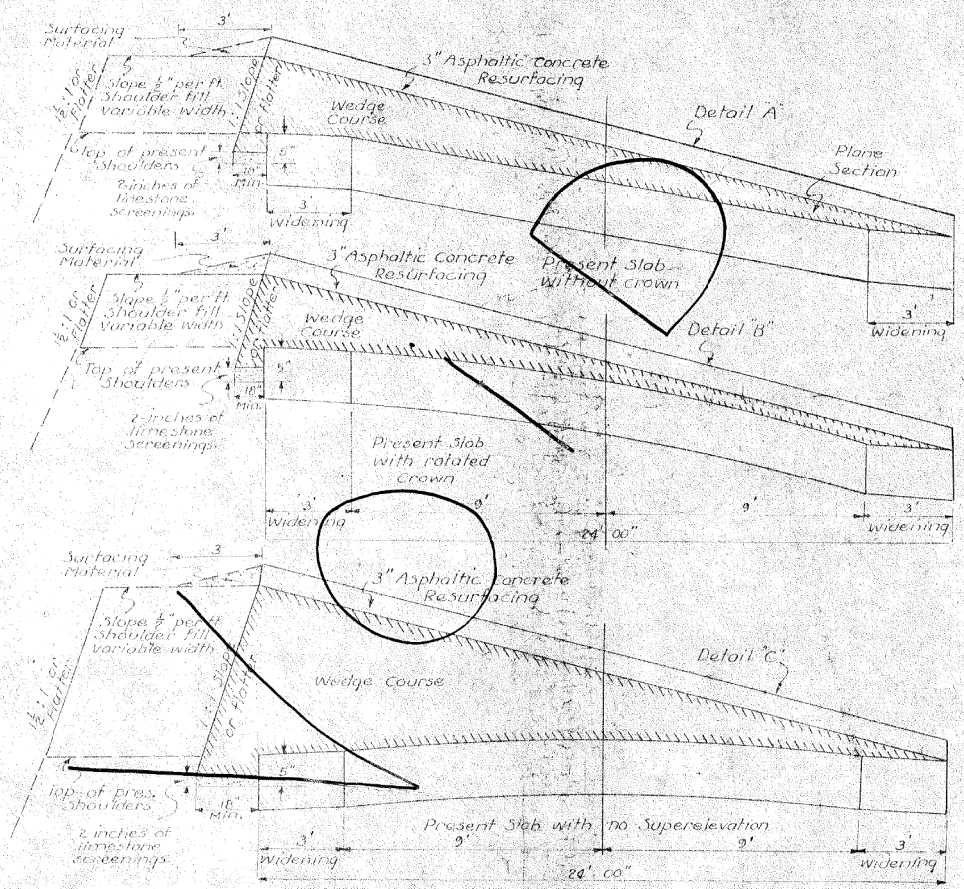 3'
Surfacing
Material
3" Asphaltic Concrete
Resurfacing
1½:1 or
flatter
Slope ½" per ft.
Shoulder fill
variable width
1:1 Slope
or flatter
Wedge
Course
Detail "A"
Plane
Section
Top of present
Shoulders
5"
18"
Min.
2 inches of
limestone
screenings
3
Widening
Present Slab
without crown
3'
Widening
3'
Surfacing
Material
3" Asphaltic Concrete
Resurfacing
1½:1 or
flatter
Slope ½" per ft.
Shoulder fill
variable width
1:1 Slope
or flatter
Wedge
Course
Detail "B"
Top of present
Shoulders
5"
18"
Min.
2 inches of
limestone
screenings
Present Slab
with rotated
Crown
3'
Widening
9'
9'
3'
Widening
24'-00"
3
Surfacing
Material
3" Asphaltic Concrete
Resurfacing
1½:1 or
flatter
Slope ½" per ft
Shoulder fill
variable width
1:1 Slope
or flatter
Wedge Course
Detail "C"
Top of pres.
Shoulders
5"
18"
Min.
2 inches of
limestone
screenings
Present Slab with no Superelevation
3'
Widening
9'
9'
3'
Widening
24'-00"